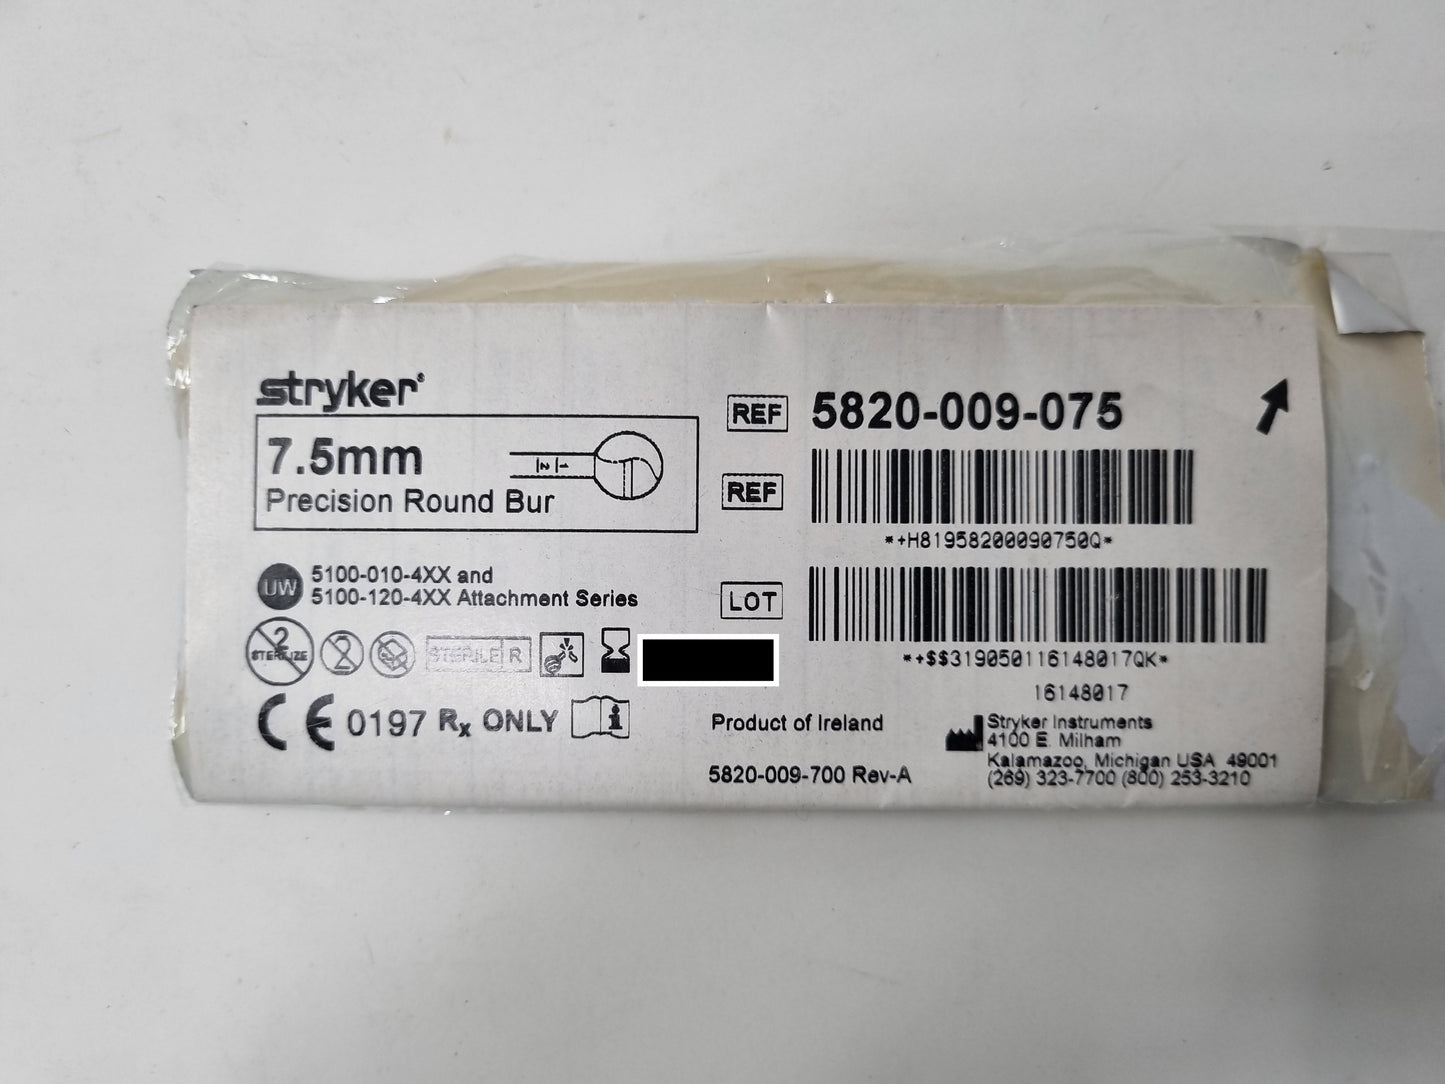 stryker®
7.5mm
Precision Round Bur
UW 5100-010-4XX and
5100-120-4XX Attachment Series
2
STERILIZE
2
STERILE R
CE 0197 Rx ONLY i
REF 5820-009-075
REF
*+H81958200090750Q*
LOT
*+$$319050116148017QK*
16148017
Product of Ireland
5820-009-700 Rev-A
Stryker Instruments
4100 E. Milham
Kalamazoo, Michigan USA 49001
(269) 323-7700 (800) 253-3210